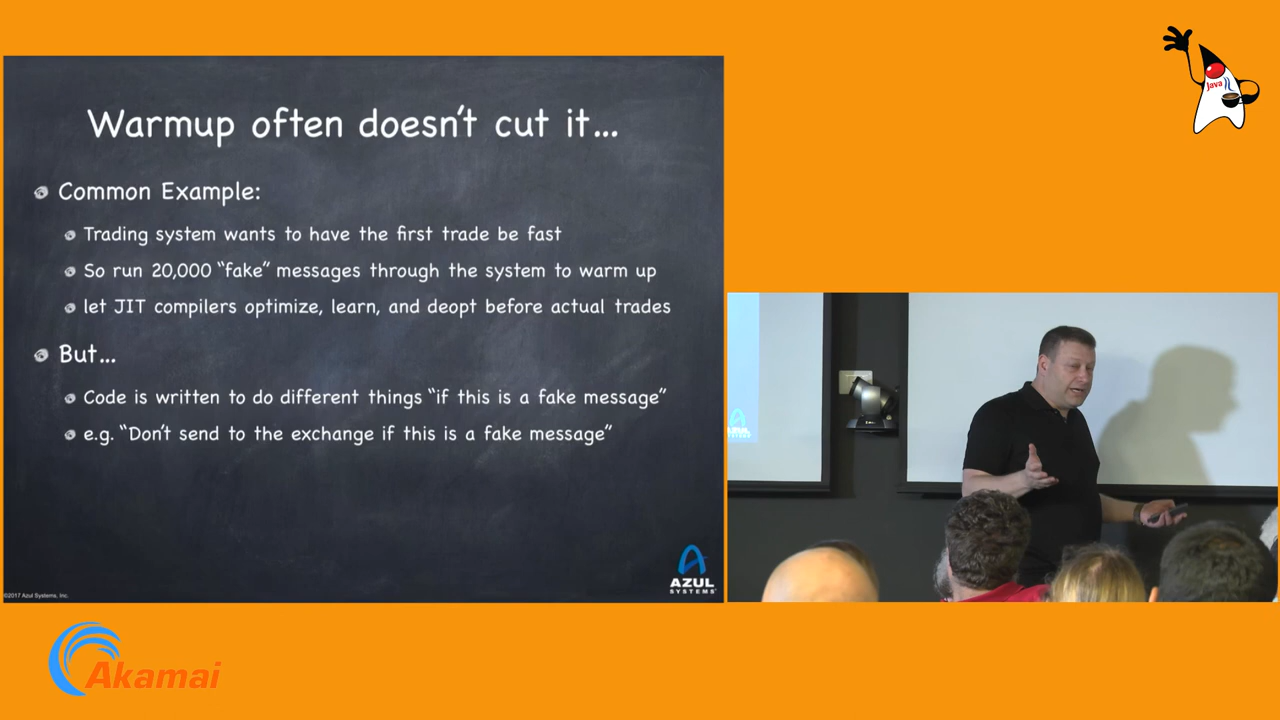 Warmup often doesn't cut it...
Common Example:
Trading system wants to have the first trade be fast
So run 20,000 “fake” messages through the system to warm up
let JIT compilers optimize, learn, and deopt before actual trades
But...
Code is written to do different things “if this is a fake message”
e.g. “Don't send to the exchange if this is a fake message”
©2017 Azul Systems, Inc.
AZUL
SYSTEMS
Java
AZUL
SYSTEMS
Akamai